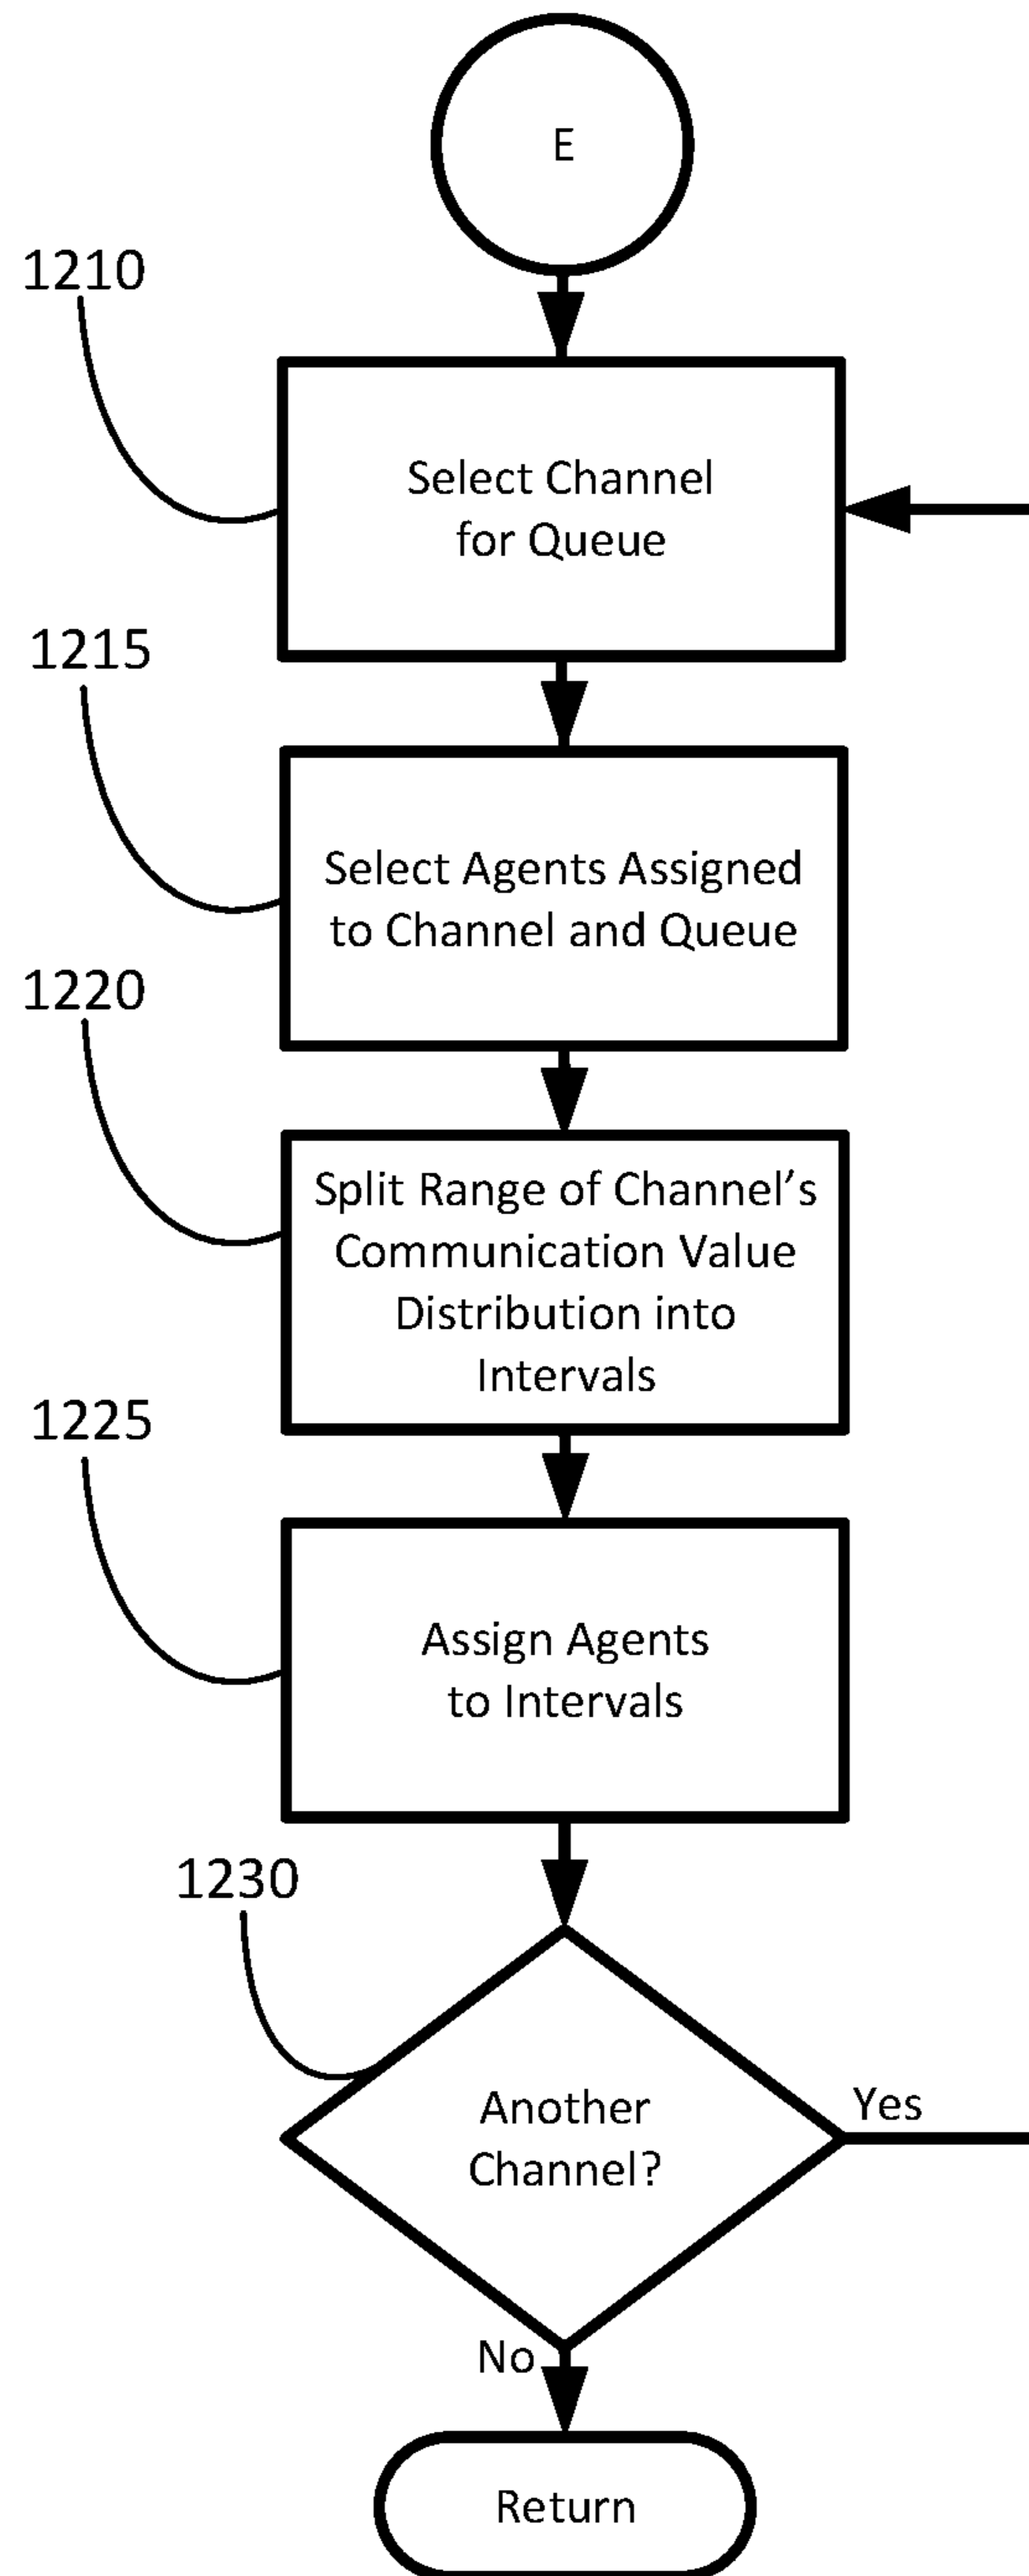 E
1210
Select Channel
for Queue
1215
Select Agents Assigned
to Channel and Queue
1220
Split Range of Channel’s
Communication Value
Distribution into
Intervals
1225
Assign Agents
to Intervals
1230
Another
Channel?
Yes
No
Return